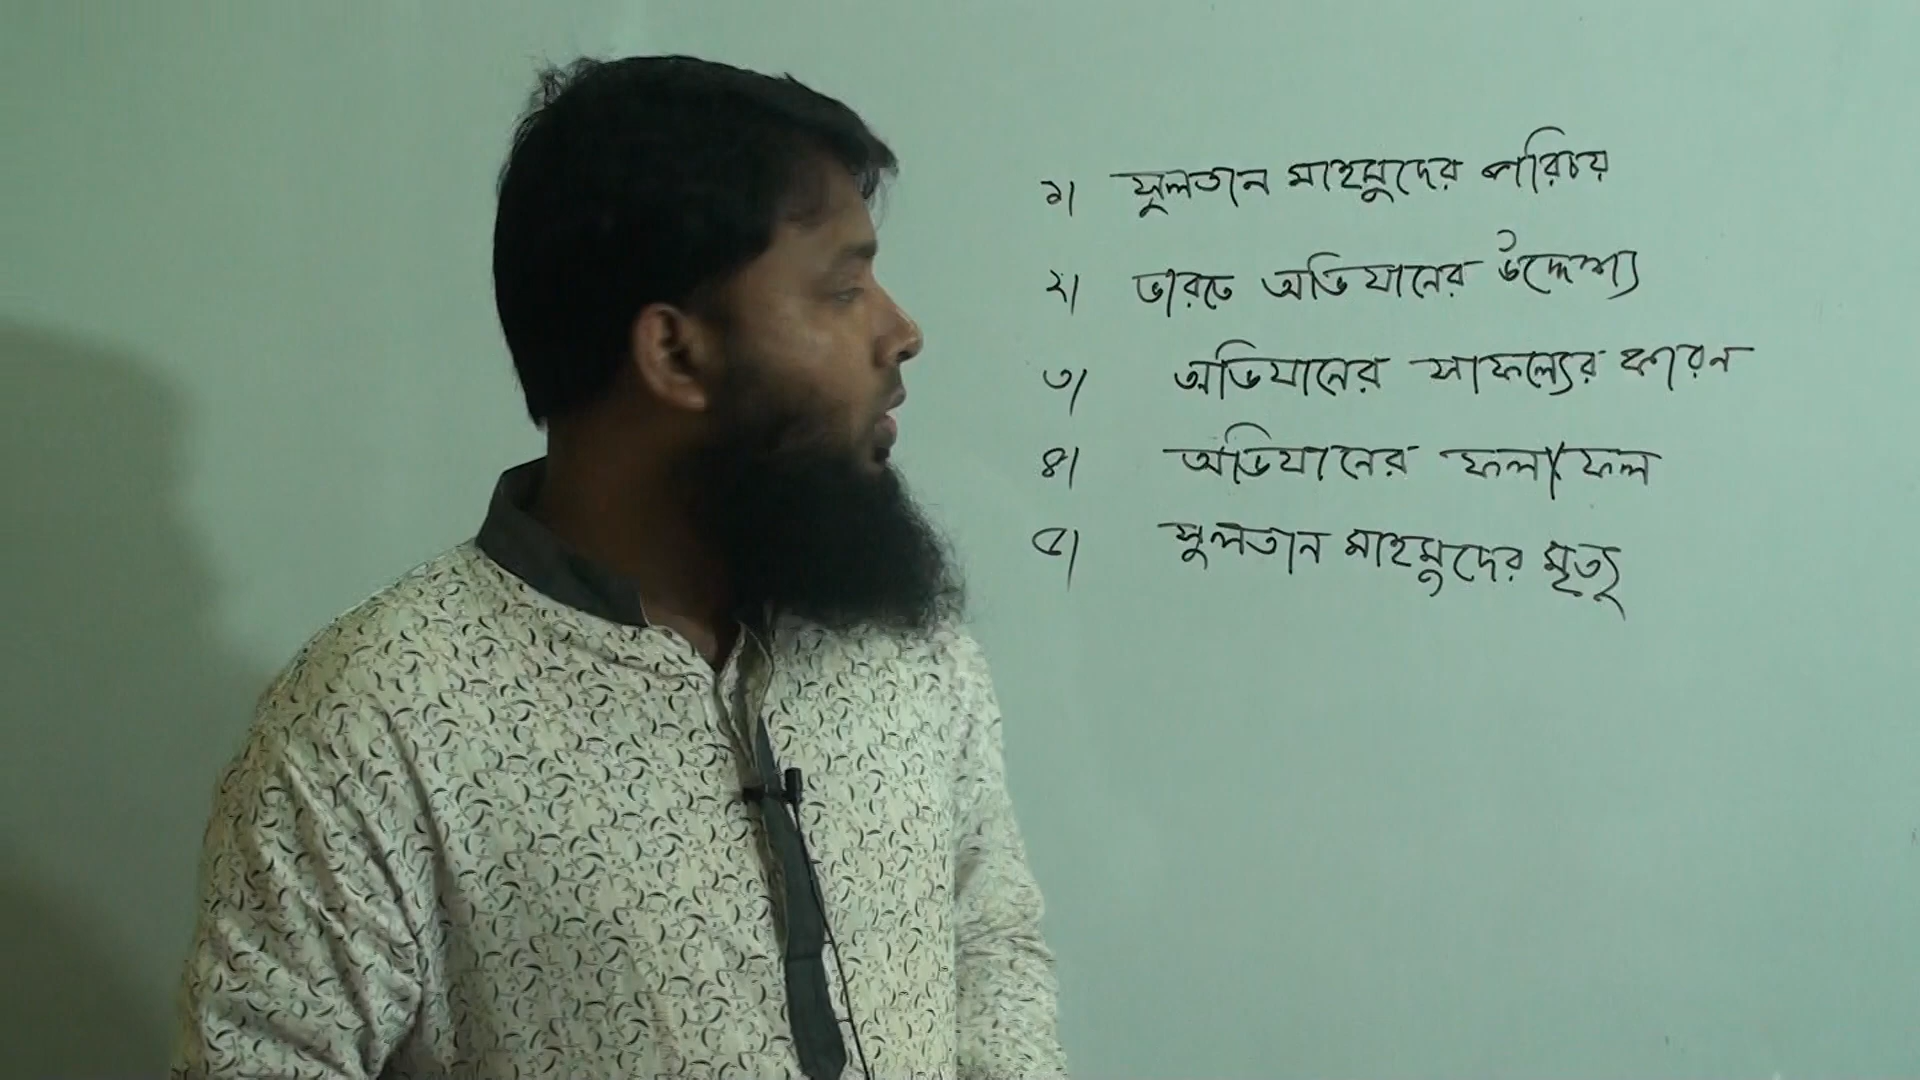 ১। সুলতান মাহমুদের পরিচয়
২। ভারতে অভিযানের উদ্দেশ্য
৩। অভিযানের সাফল্যের কারন
৪। অভিযানের ফলাফল
৫। সুলতান মাহমুদের মৃত্যু